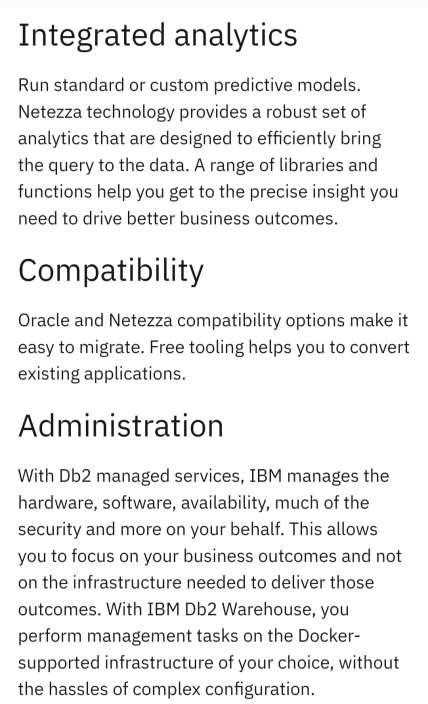 Integrated analytics
Run standard or custom predictive models.
Netezza technology provides a robust set of
analytics that are designed to efficiently bring
the query to the data. A range of libraries and
functions help you get to the precise insight you
need to drive better business outcomes.
Compatibility
Oracle and Netezza compatibility options make it
easy to migrate. Free tooling helps you to convert
existing applications.
Administration
With Db2 managed services, IBM manages the
hardware, software, availability, much of the
security and more on your behalf. This allows
you to focus on your business outcomes and not
on the infrastructure needed to deliver those
outcomes. With IBM Db2 Warehouse, you
perform management tasks on the Docker-
supported infrastructure of your choice, without
the hassles of complex configuration.